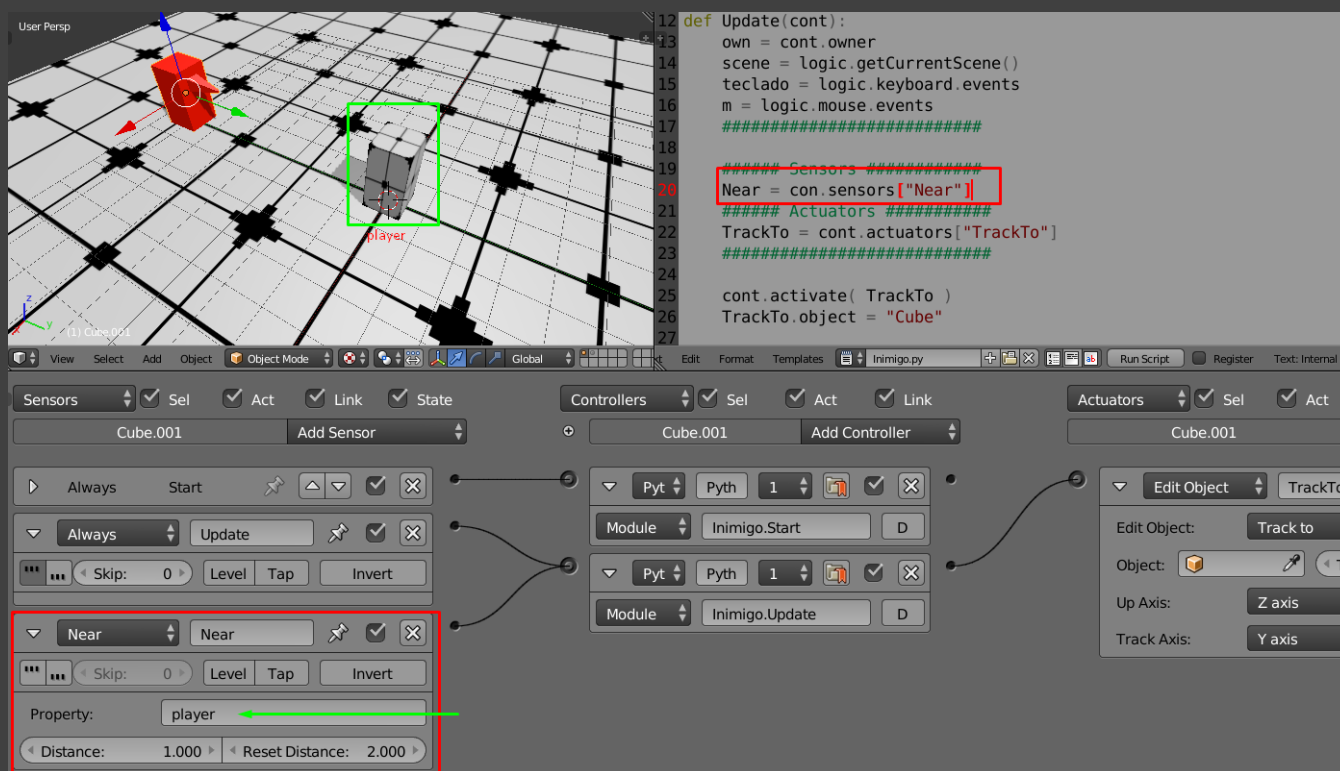 User Persp
player
(1) Cube.001
z
y
x
View Select Add Object Object Mode Global
12 def Update(cont):
13 own = cont.owner
14 scene = logic.getCurrentScene()
15 teclado = logic.keyboard.events
16 m = logic.mouse.events
17 ###########################
18
19 ###### Sensors ############
20 Near = con.sensors["Near"]
21 ###### Actuators ###########
22 TrackTo = cont.actuators["TrackTo"]
23 ############################
24
25 cont.activate( TrackTo )
26 TrackTo.object = "Cube"
27
Edit Format Templates Inimigo.py ab Run Script Register Text: Internal
Sensors Sel Act Link State
Cube.001 Add Sensor
Always Start
Always Update
Skip: 0 Level Tap Invert
Near Near
Skip: 0 Level Tap Invert
Property: player
Distance: 1.000 Reset Distance: 2.000
Controllers Sel Act Link
Cube.001 Add Controller
Pyt Pyth 1
Module Inimigo.Start D
Pyt Pyth 1
Module Inimigo.Update D
Actuators Sel Act
Cube.001
Edit Object TrackTo
Edit Object: Track to
Object:
Up Axis: Z axis
Track Axis: Y axis